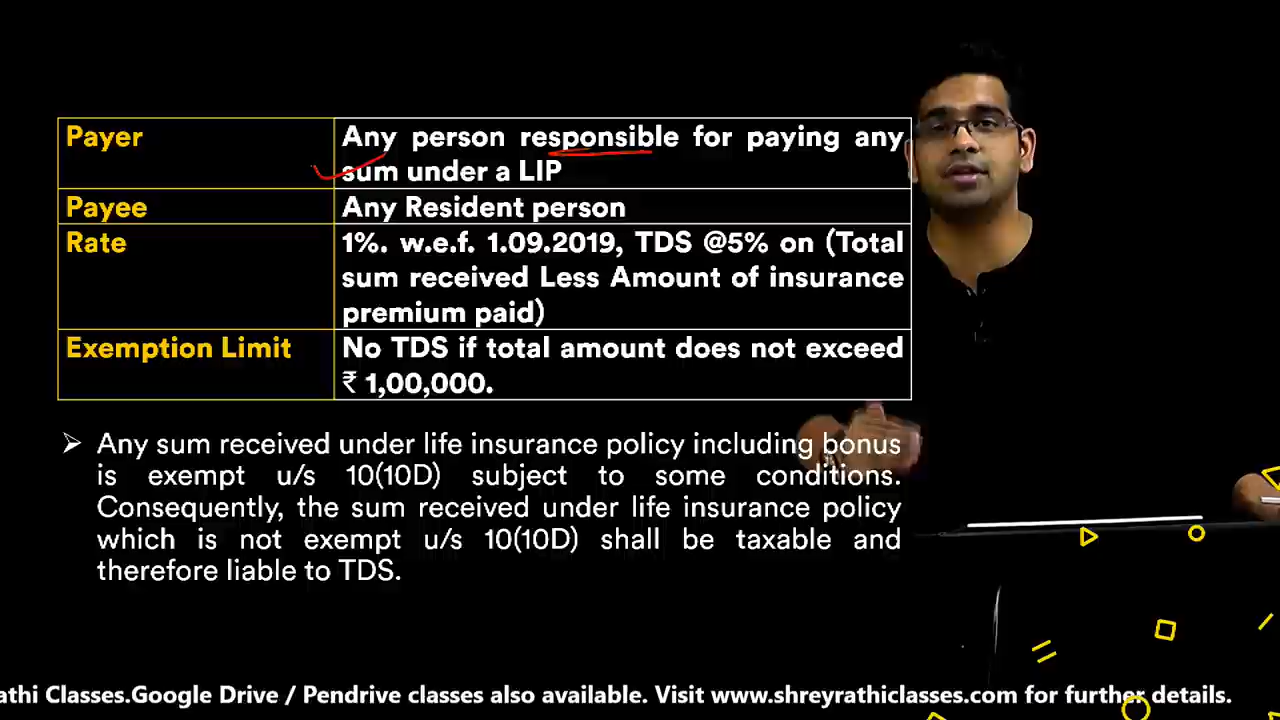 Payer
Any person responsible for paying any
sum under a LIP
Payee
Any Resident person
Rate
1%. w.e.f. 1.09.2019, TDS @5% on (Total
sum received Less Amount of insurance
premium paid)
Exemption Limit
No TDS if total amount does not exceed
₹ 1,00,000.
➢ Any sum received under life insurance policy including bonus
is exempt u/s 10(10D) subject to some conditions.
Consequently, the sum received under life insurance policy
which is not exempt u/s 10(10D) shall be taxable and
therefore liable to TDS.
athi Classes.Google Drive / Pendrive classes also available. Visit www.shreyrathiclasses.com for further details.